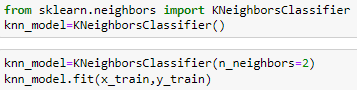 from sklearn.neighbors import KNeighborsClassifier
knn_model=KNeighborsClassifier()
knn_model=KNeighborsClassifier(n_neighbors=2)
knn_model.fit(x_train,y_train)